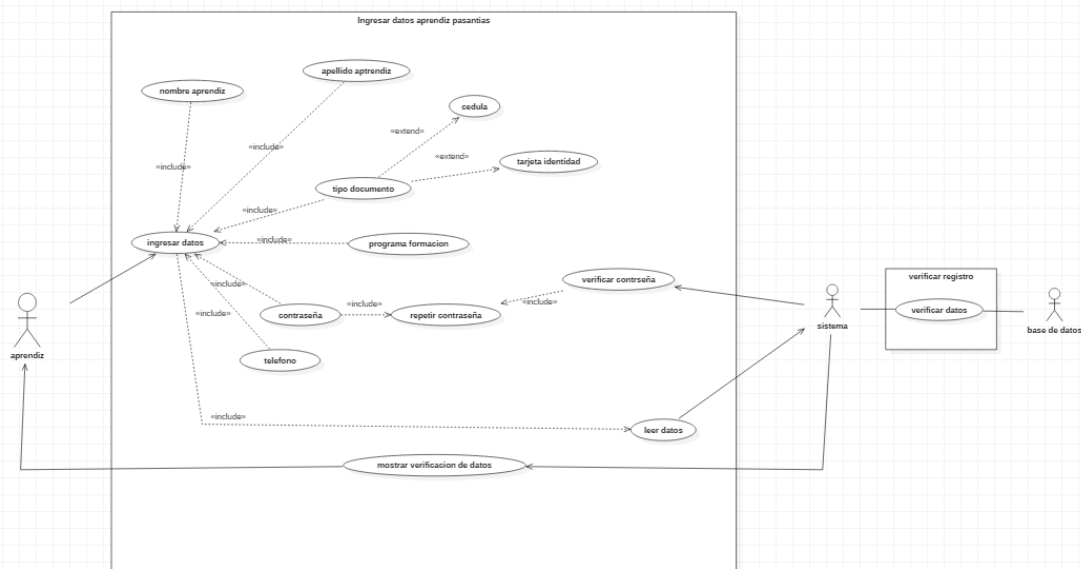 Ingresar datos aprendiz pasantias
apellido aptrendiz
nombre aprendiz
cedula
«extend»
«include»
«extend»
tarjeta identidad
«include»
tipo documento
«include»
ingresar datos
«include»
programa formacion
verificar registro
verificar contrseña
«include»
«include»
«include»
verificar datos
«include»
contraseña
repetir contraseña
sistema
base de datos
aprendiz
telefono
«include»
leer datos
mostrar verificacion de datos